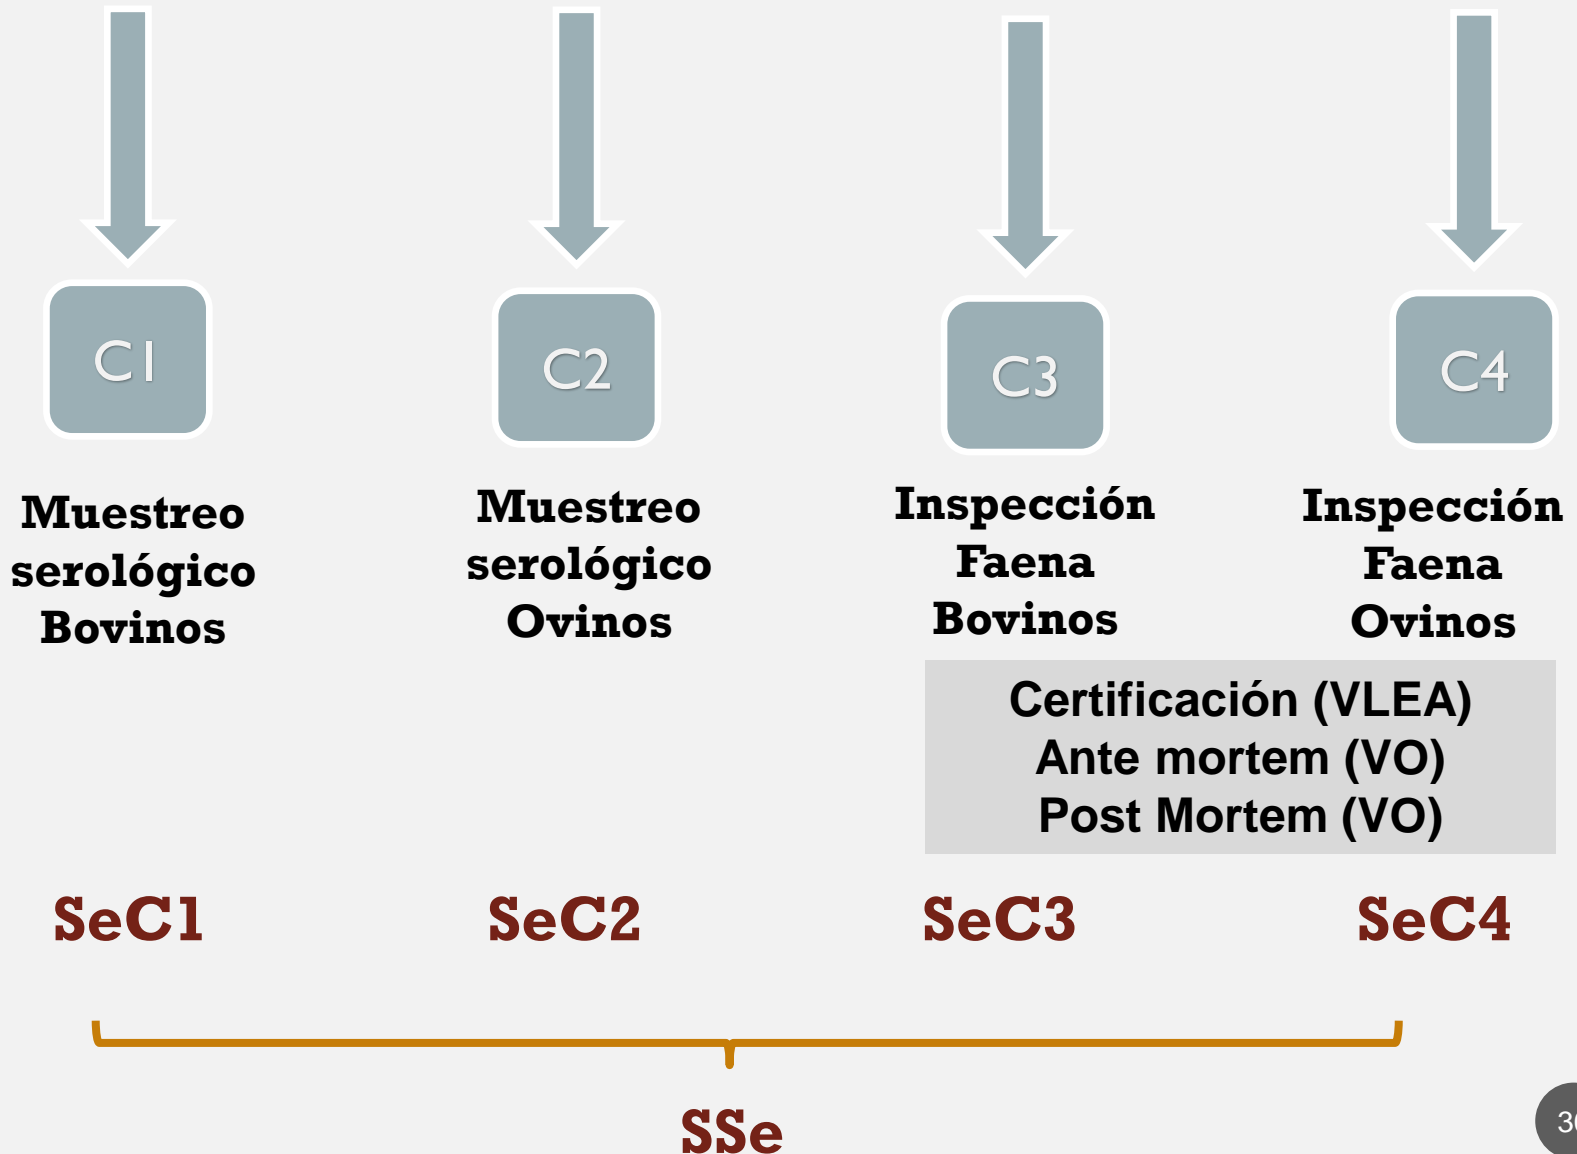 C1
C2
C3
C4
Muestreo
serológico
Bovinos
Muestreo
serológico
Ovinos
Inspección
Faena
Bovinos
Inspección
Faena
Ovinos
Certificación (VLEA)
Ante mortem (VO)
Post Mortem (VO)
SeC1
SeC2
SeC3
SeC4
SSe